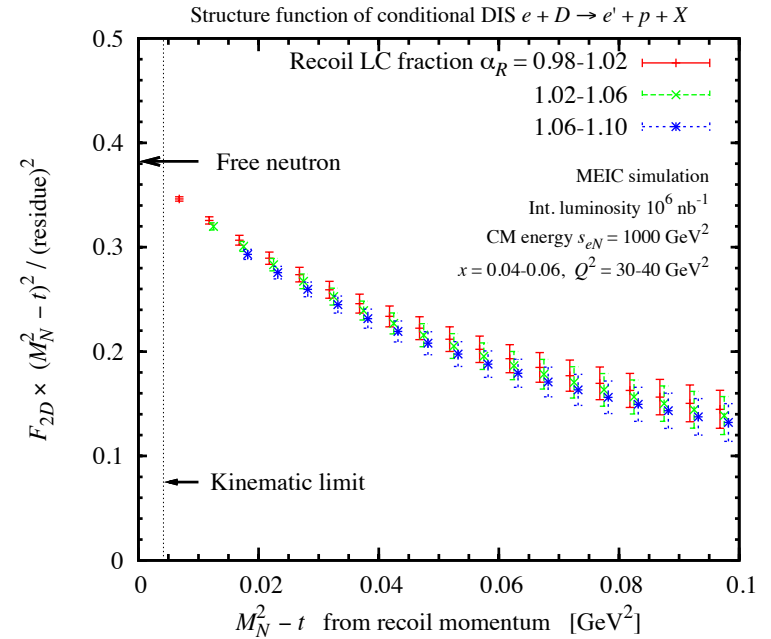 Structure function of conditional DIS e + D → e' + p + X
Recoil LC fraction α_R = 0.98-1.02
1.02-1.06
1.06-1.10
Free neutron
MEIC simulation
Int. luminosity 10^6 nb^-1
CM energy s_eN = 1000 GeV^2
x = 0.04-0.06, Q^2 = 30-40 GeV^2
Kinematic limit
F_2D × (M_N^2 − t)^2 / (residue)^2
0.5
0.4
0.3
0.2
0.1
0
0 0.02 0.04 0.06 0.08 0.1
M_N^2 − t from recoil momentum [GeV^2]